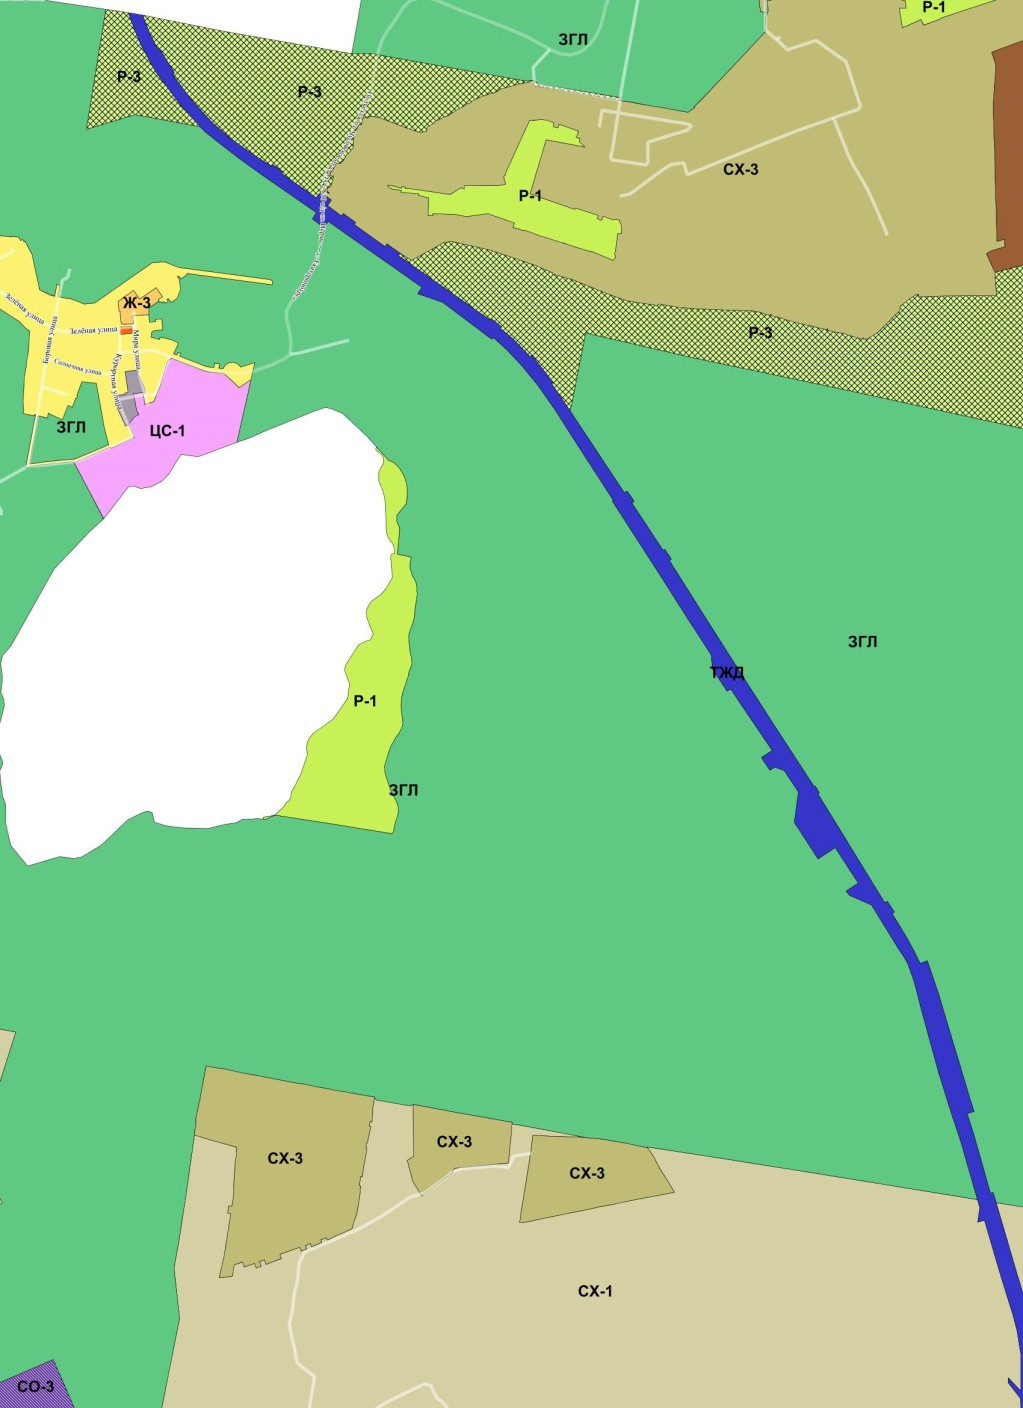 Р-1
ЗГЛ
Р-3
Р-3
СХ-3
Р-1
Ж-3
Зелёная улица
Зелёная улица
Боровая улица
Мира улица
Солнечная улица
Курортная улица
Р-3
ЗГЛ
ЦС-1
ЗГЛ
ТЖД
Р-1
ЗГЛ
СХ-3
СХ-3
СХ-3
СХ-1
СО-3